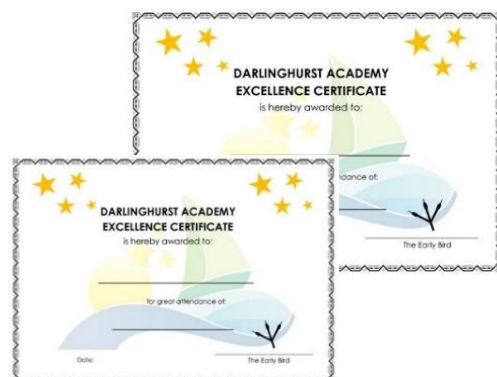 DARLINGHURST ACADEMY
EXCELLENCE CERTIFICATE
is hereby awarded to:
dance of:
The Early Bird
DARLINGHURST ACADEMY
EXCELLENCE CERTIFICATE
is hereby awarded to:
for great attendance of:
Date:
The Early Bird